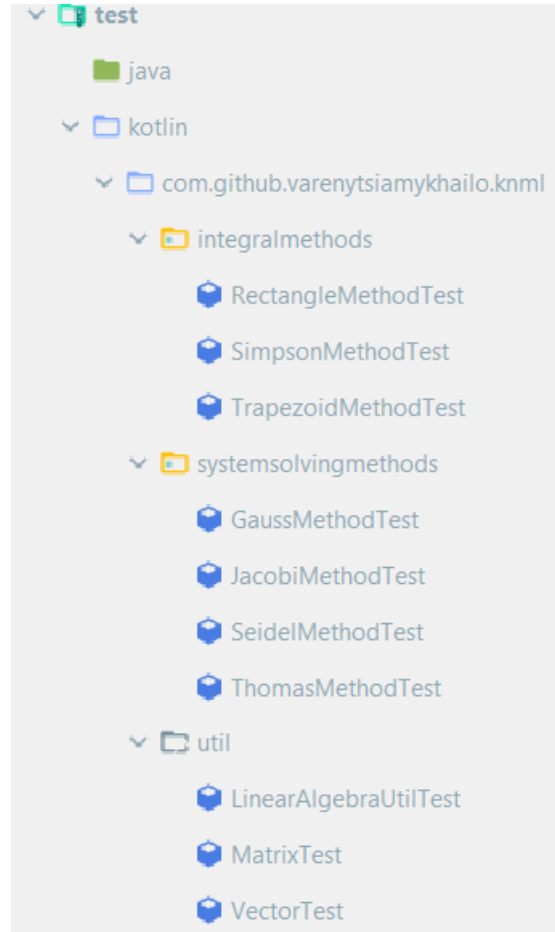 test
java
kotlin
com.github.varenytsiamykhailo.knml
integralmethods
RectangleMethodTest
SimpsonMethodTest
TrapezoidMethodTest
systemsolvingmethods
GaussMethodTest
JacobiMethodTest
SeidelMethodTest
ThomasMethodTest
util
LinearAlgebraUtilTest
MatrixTest
VectorTest